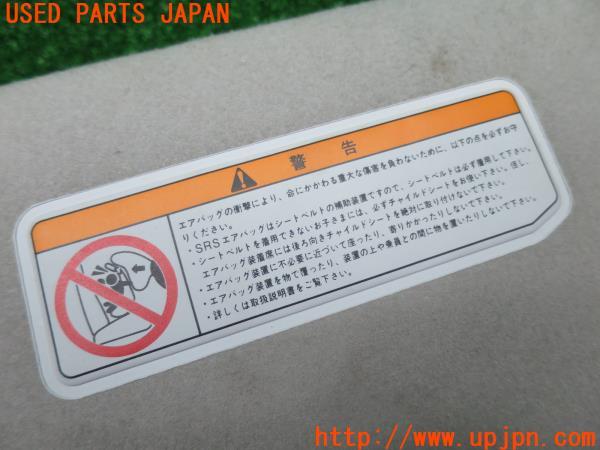 USED PARTS JAPAN
警告
エアバッグの衝撃により、命にかかわる重大な傷害を負わないために、以下の点を必ずお守
りください。
・SRSエアバッグはシートベルトの補助装置ですので、シートベルトは必ず着用して下さい。
・シートベルトを着用できないお子さまには、必ずチャイルドシートをお使い下さい。但し、
エアバッグ装着席には後ろ向きチャイルドシートを絶対に取り付けないで下さい。
・エアバッグ装置に不必要に近づいて座ったり、寄りかかったりしないで下さい。
・エアバッグ装置を物で覆ったり、装置の上や乗員との間に物を置いたりしないで下さい。
・詳しくは取扱説明書をご覧下さい。
http://www.upjpn.com/